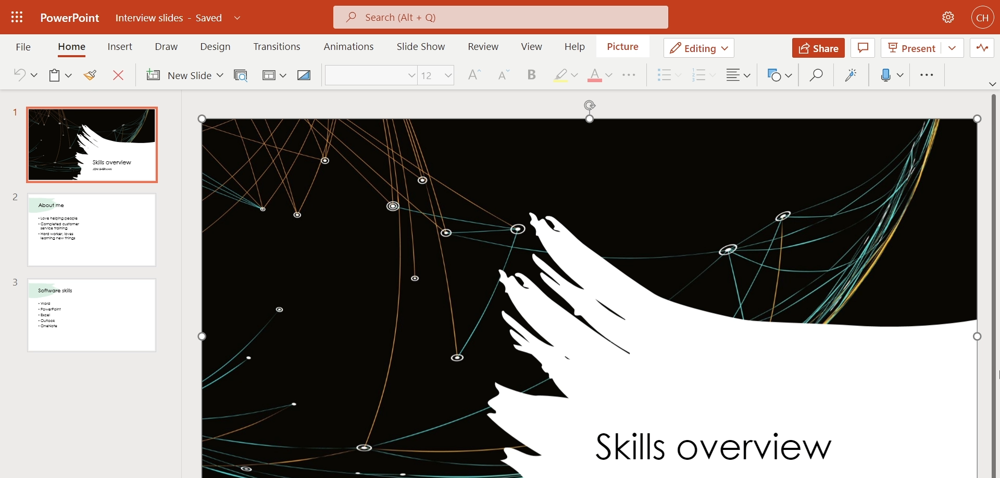 PowerPoint Interview slides - Saved
Search (Alt + Q)
CH
File Home Insert Draw Design Transitions Animations Slide Show Review View Help Picture
Editing
Share
Present
New Slide
12
B
1
Skills overview
JONI SHERMAN
2
About me
• Love helping people
• Completed customer
service training
• Hard worker, loves
learning new things
3
Software skills
• Word
• PowerPoint
• Excel
• Outlook
• OneNote
Skills overview